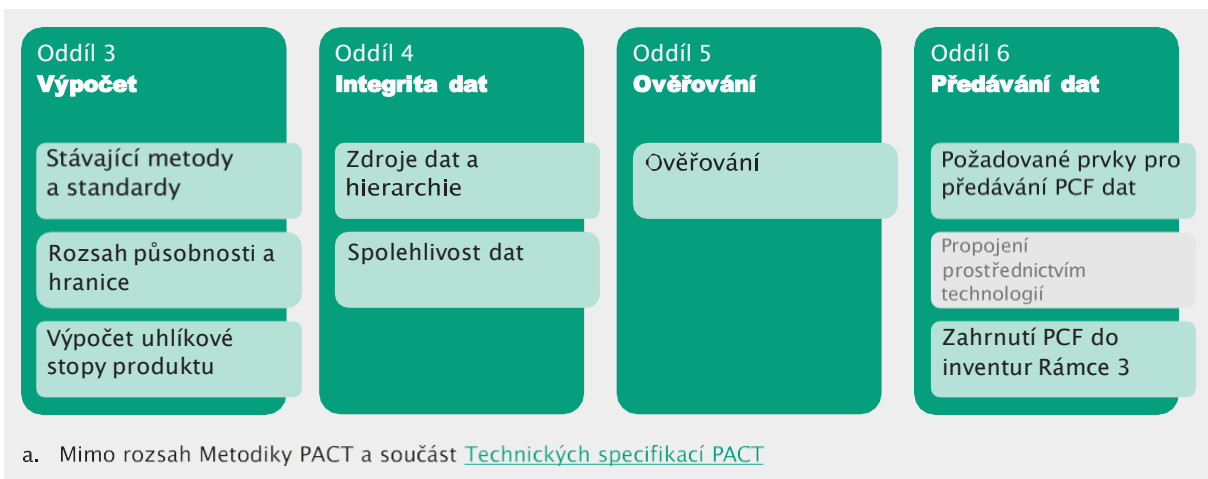 Oddíl 3
Výpočet
Stávající metody
a standardy
Rozsah působnosti a
hranice
Výpočet uhlíkové
stopy produktu
Oddíl 4
Integrita dat
Zdroje dat a
hierarchie
Spolehlivost dat
Oddíl 5
Ověřování
Ověřování
Oddíl 6
Předávání dat
Požadované prvky pro
předávání PCF dat
Propojení
prostřednictvím
technologií
Zahrnutí PCF do
inventur Rámce 3
a. Mimo rozsah Metodiky PACT a součást Technických specifikací PACT